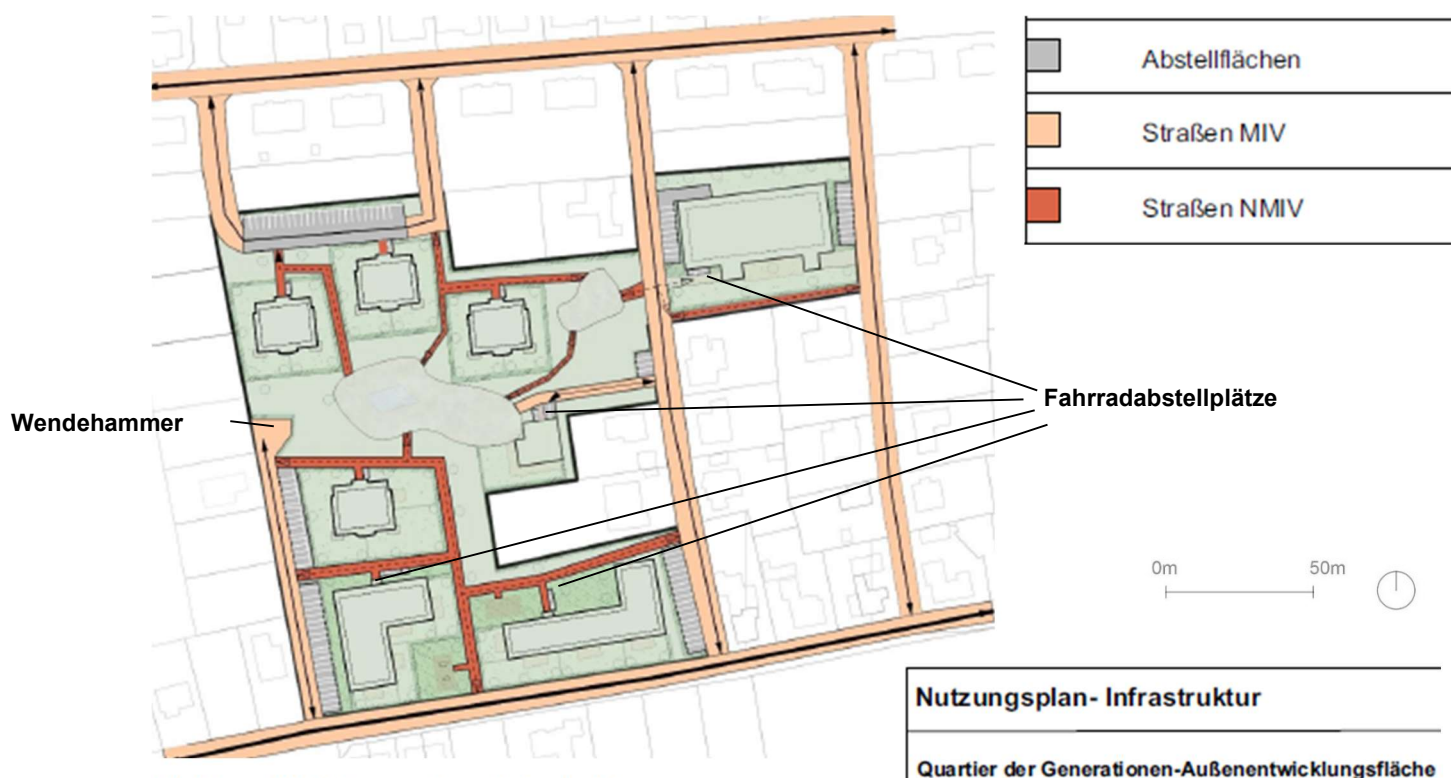 Abstellflächen
Straßen MIV
Straßen NMIV
Wendehammer
Fahrradabstellplätze
0m 50m
Nutzungsplan- Infrastruktur
Quartier der Generationen-Außenentwicklungsfläche